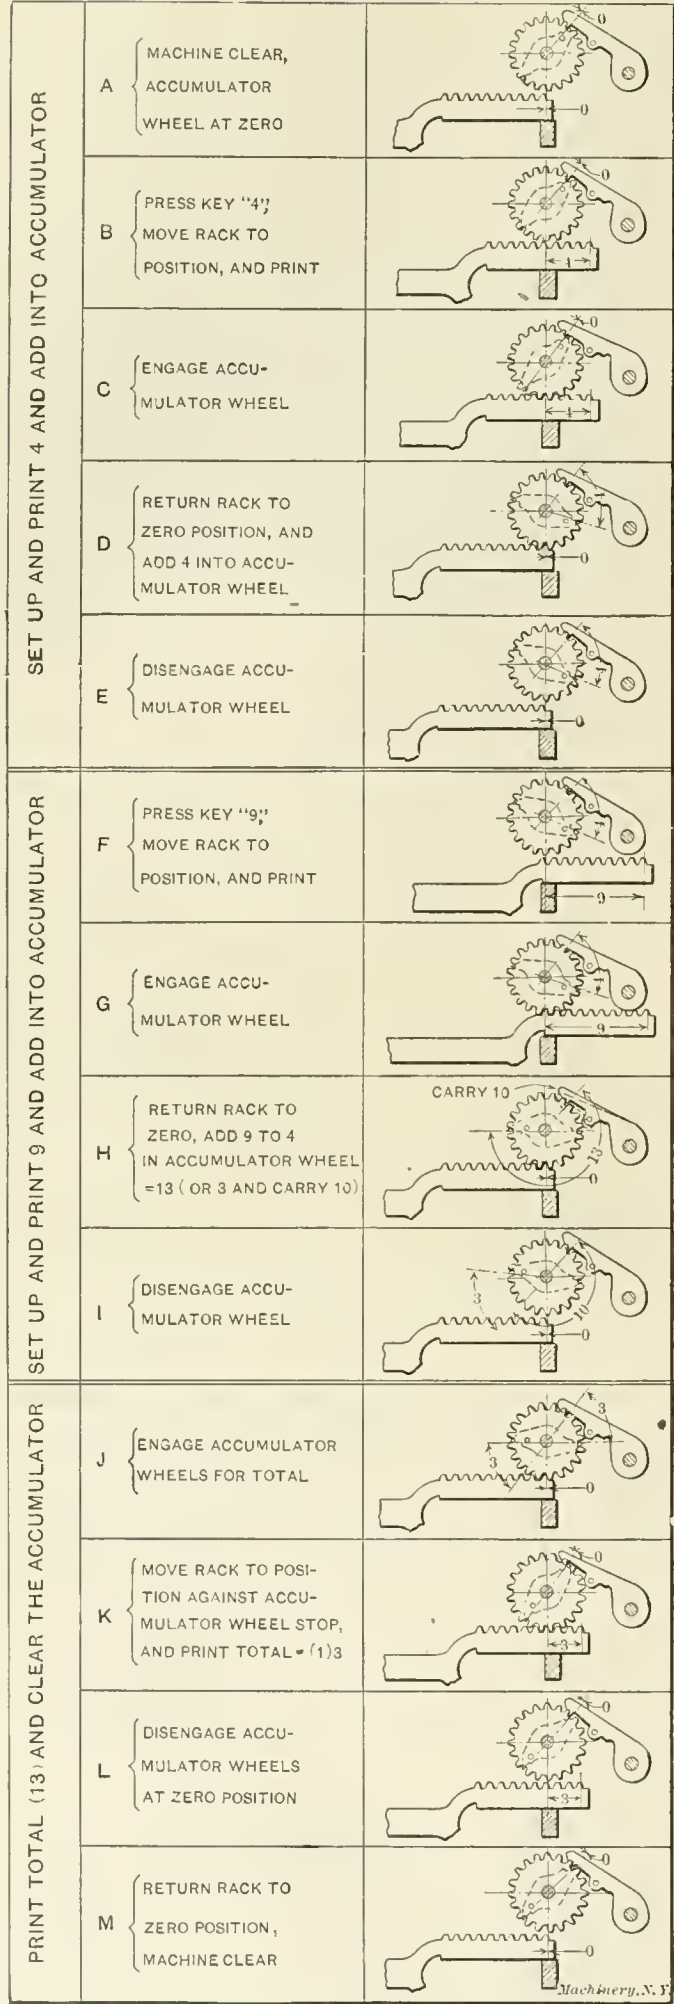 SET UP AND PRINT 4 AND ADD INTO ACCUMULATOR
A
MACHINE CLEAR,
ACCUMULATOR
WHEEL AT ZERO
0
0
B
PRESS KEY "4",
MOVE RACK TO
POSITION, AND PRINT
0
4
C
ENGAGE ACCU-
MULATOR WHEEL
0
4
D
RETURN RACK TO
ZERO POSITION, AND
ADD 4 INTO ACCU-
MULATOR WHEEL
4
0
E
DISENGAGE ACCU-
MULATOR WHEEL
4
0
SET UP AND PRINT 9 AND ADD INTO ACCUMULATOR
F
PRESS KEY "9",
MOVE RACK TO
POSITION, AND PRINT
4
9
G
ENGAGE ACCU-
MULATOR WHEEL
4
9
H
RETURN RACK TO
ZERO, ADD 9 TO 4
IN ACCUMULATOR WHEEL
=13 (OR 3 AND CARRY 10)
CARRY 10
13
0
I
DISENGAGE ACCU-
MULATOR WHEEL
3
10
0
PRINT TOTAL (13) AND CLEAR THE ACCUMULATOR
J
ENGAGE ACCUMULATOR
WHEELS FOR TOTAL
3
3
0
K
MOVE RACK TO POSI-
TION AGAINST ACCU-
MULATOR WHEEL STOP,
AND PRINT TOTAL = (1)3
0
3
L
DISENGAGE ACCU-
MULATOR WHEELS
AT ZERO POSITION
0
3
M
RETURN RACK TO
ZERO POSITION,
MACHINE CLEAR
0
0
Machinery, N.Y.